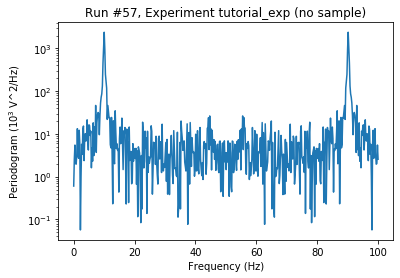 Run #57, Experiment tutorial_exp (no sample)
Periodogram (10³ V^2/Hz)
10³
10²
10¹
10⁰
10⁻¹
0 20 40 60 80 100
Frequency (Hz)